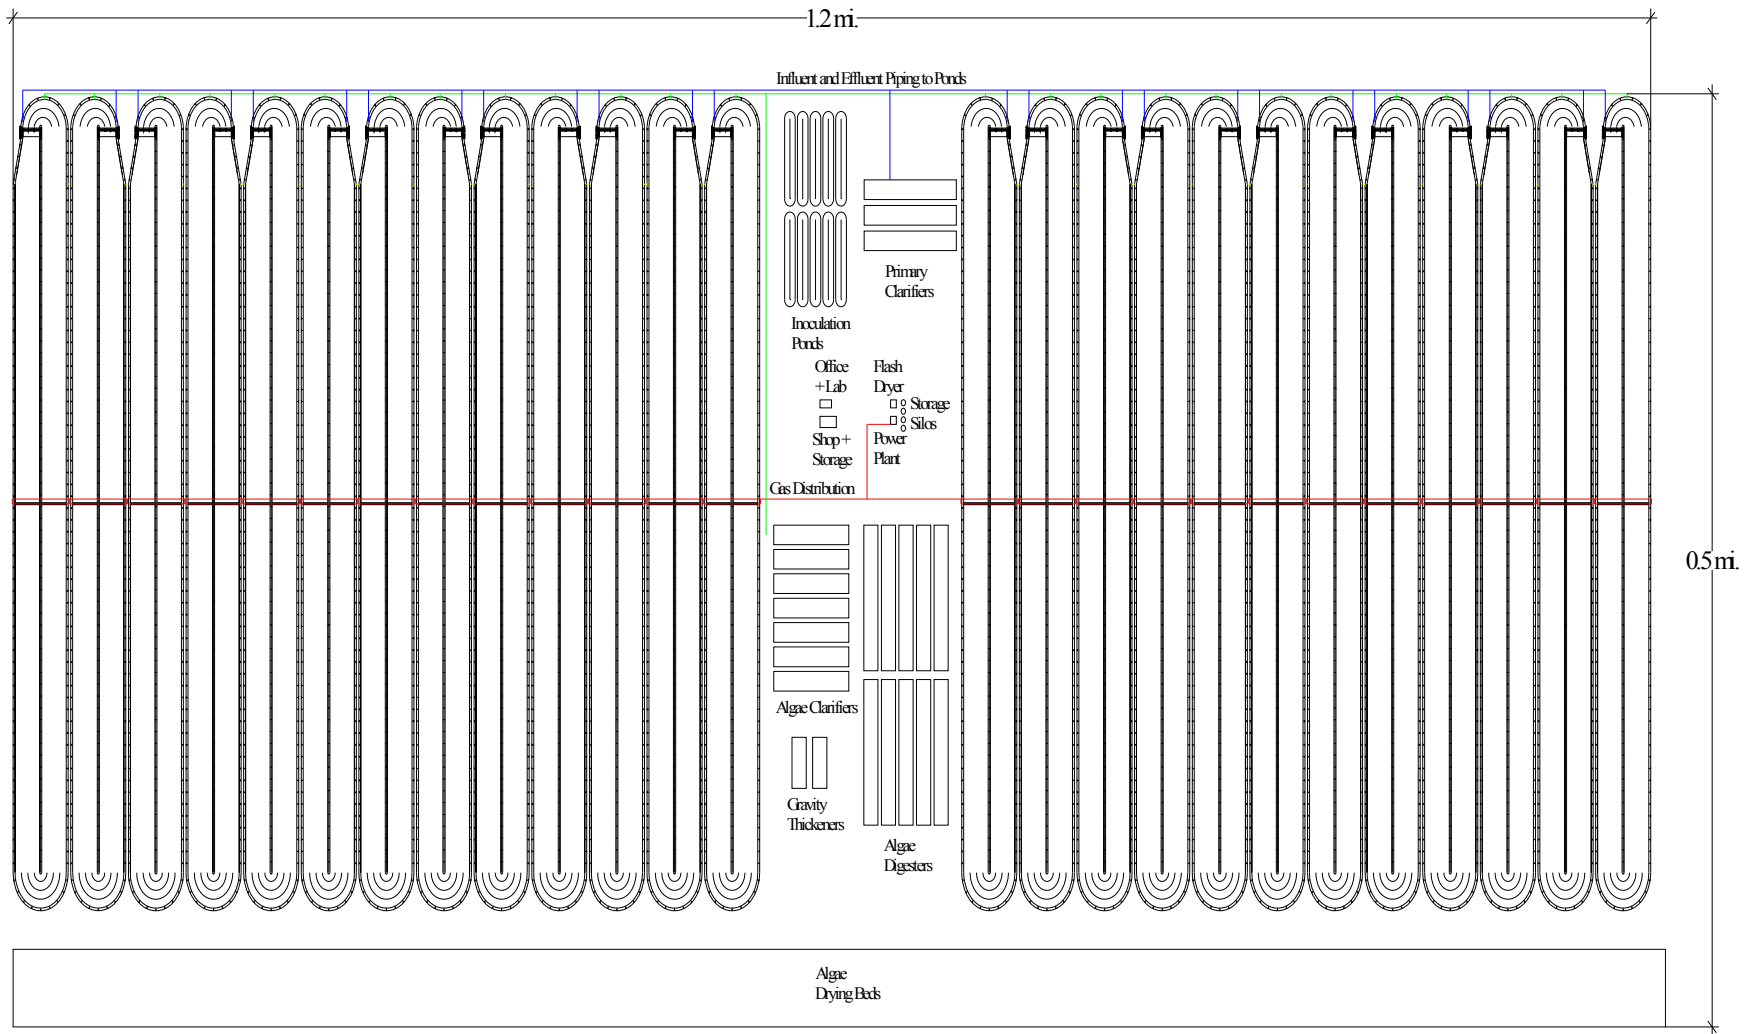 1.2 mi.
Influent and Effluent Piping to Ponds
Primary
Clarifiers
Inoculation
Ponds
Office
+ Lab
Flash
Dryer
Storage
Silos
Shop +
Storage
Power
Plant
Gas Distribution
0.5 mi.
Algae Clarifiers
Gravity
Thickeners
Algae
Digesters
Algae
Drying Beds